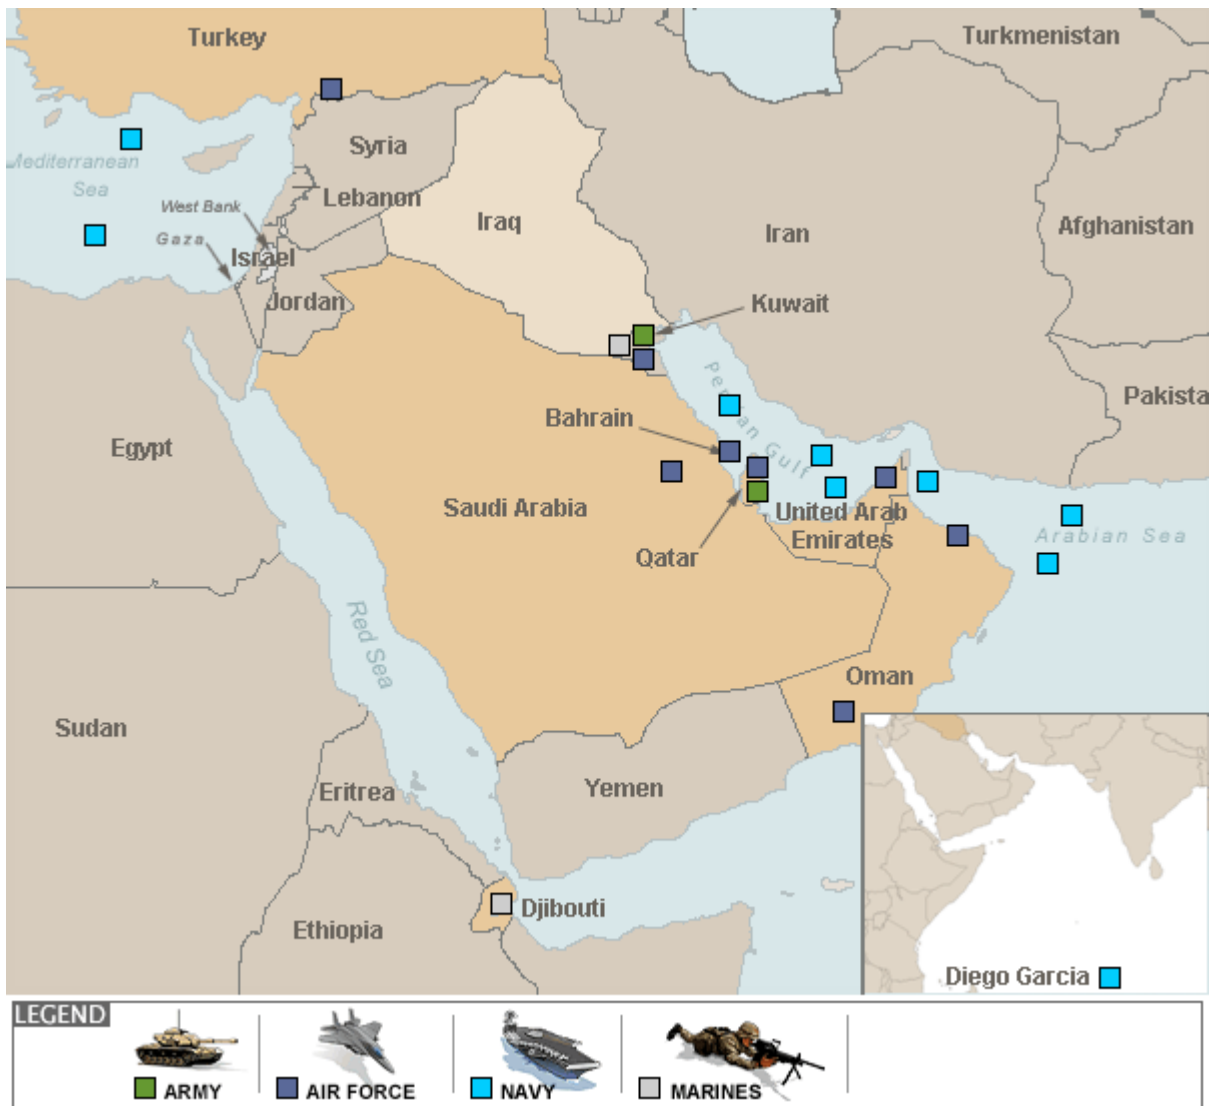 Turkey
Turkmenistan
Syria
Mediterranean
Sea
Lebanon
West Bank
Gaza
Israel
Iraq
Iran
Afghanistan
Jordan
Kuwait
Pakista
Persian Gulf
Bahrain
Egypt
Saudi Arabia
United Arab
Emirates
Qatar
Arabian Sea
Red Sea
Oman
Sudan
Eritrea
Yemen
Djibouti
Ethiopia
Diego Garcia
LEGEND
ARMY
AIR FORCE
NAVY
MARINES